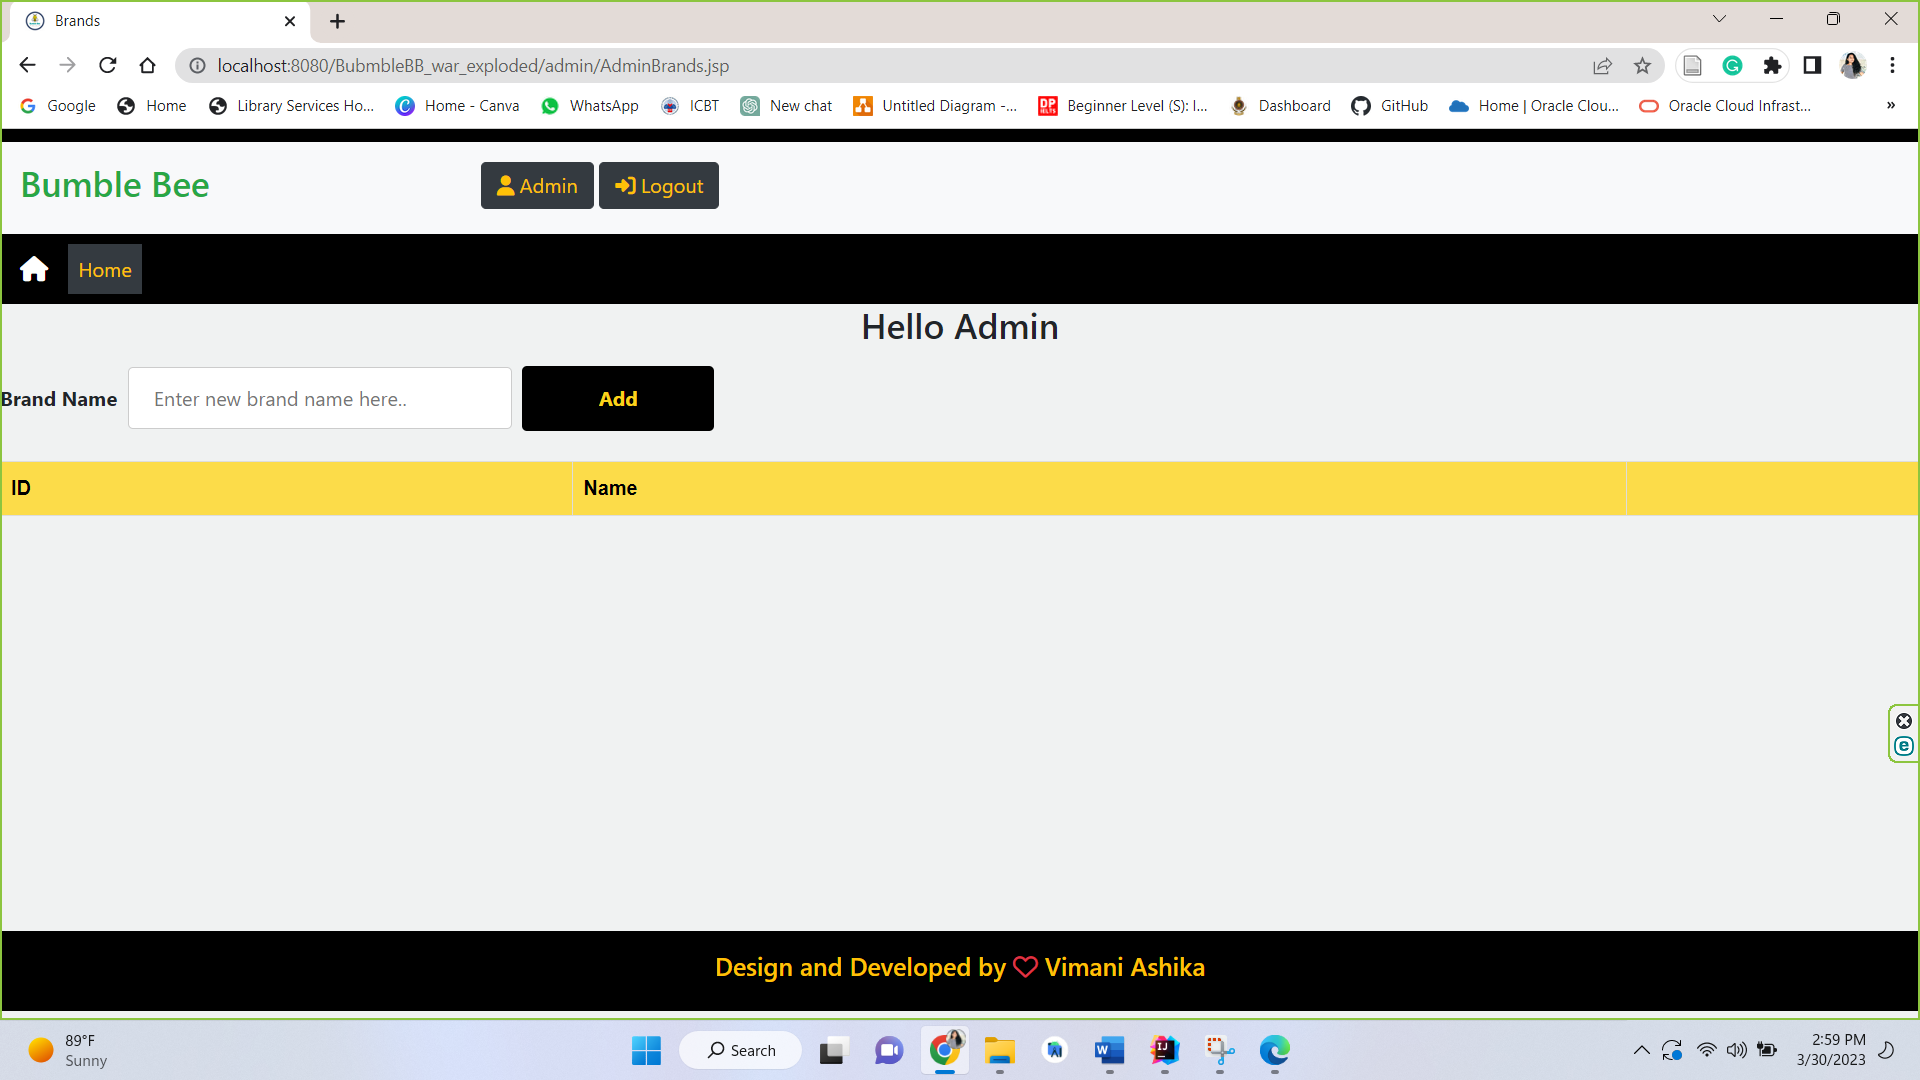 Brands
localhost:8080/BubmbleBB_war_exploded/admin/AdminBrands.jsp
Google Home Library Services Ho... Home - Canva WhatsApp ICBT New chat Untitled Diagram -... Beginner Level (S): I... Dashboard GitHub Home | Oracle Clou... Oracle Cloud Infrast... »
Bumble Bee
Admin Logout
Home
Hello Admin
Brand Name Enter new brand name here.. Add
ID Name
Design and Developed by Vimani Ashika
89°F
Sunny
Search
2:59 PM
3/30/2023